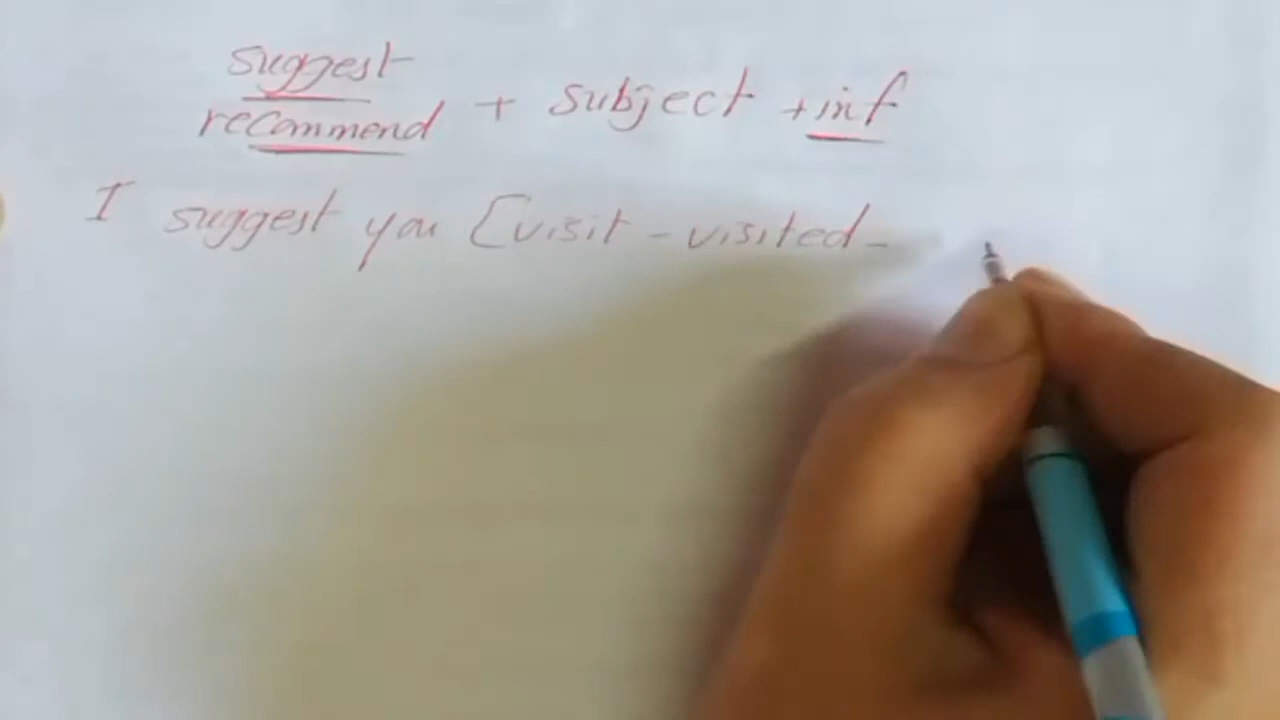 suggest
recommend + subject + inf
I suggest you [visit - visited -